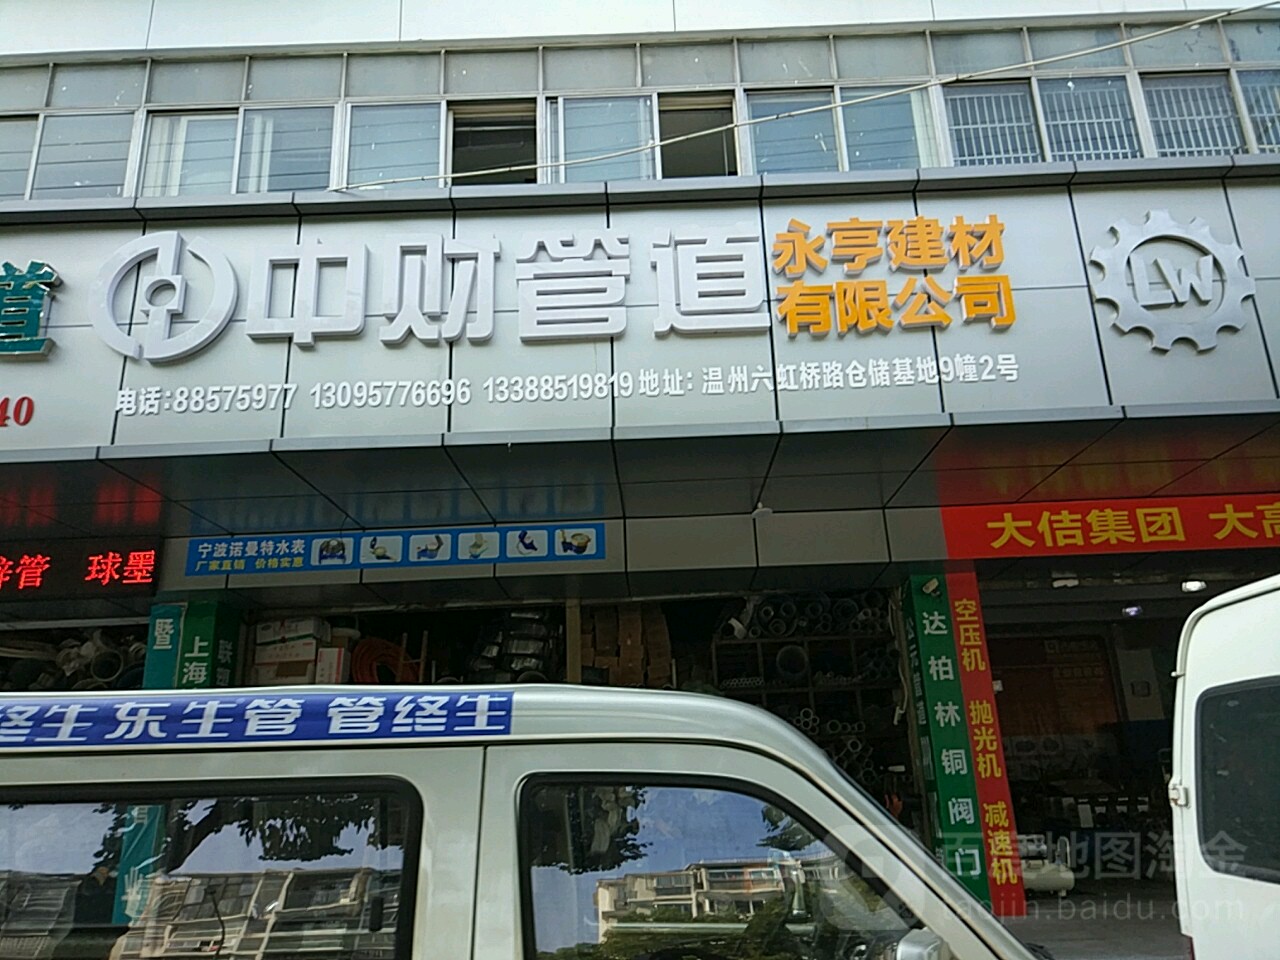 管
40
中财管道
永亨建材
有限公司
LW
电话:88575977 13095776696 13388519819 地址:温州六虹桥路仓储基地9幢2号
宁波诺曼特水表
厂家直销 价格实惠
管 球墨
大佶集团 大高
暨
上海
达柏林铜阀门
空压机 抛光机 减速机
终生 东生管 管终生
百度地图淘金
taojin.baidu.com